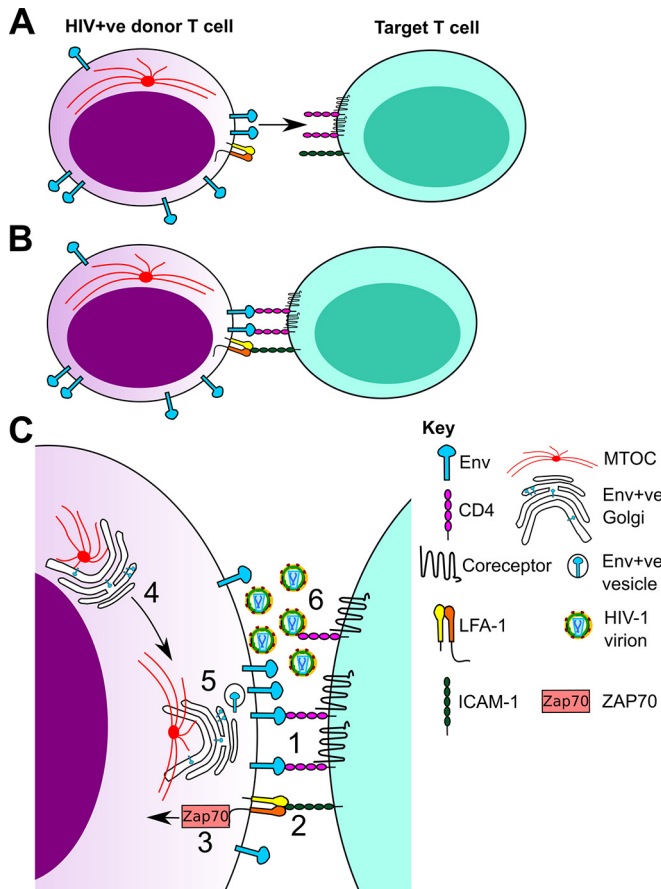 A
HIV+ve donor T cell
Target T cell
B
C
Key
Env
MTOC
CD4
Env+ve
Golgi
Coreceptor
Env+ve
vesicle
LFA-1
HIV-1
virion
ICAM-1
Zap70
ZAP70
4
5
6
1
2
Zap70
3